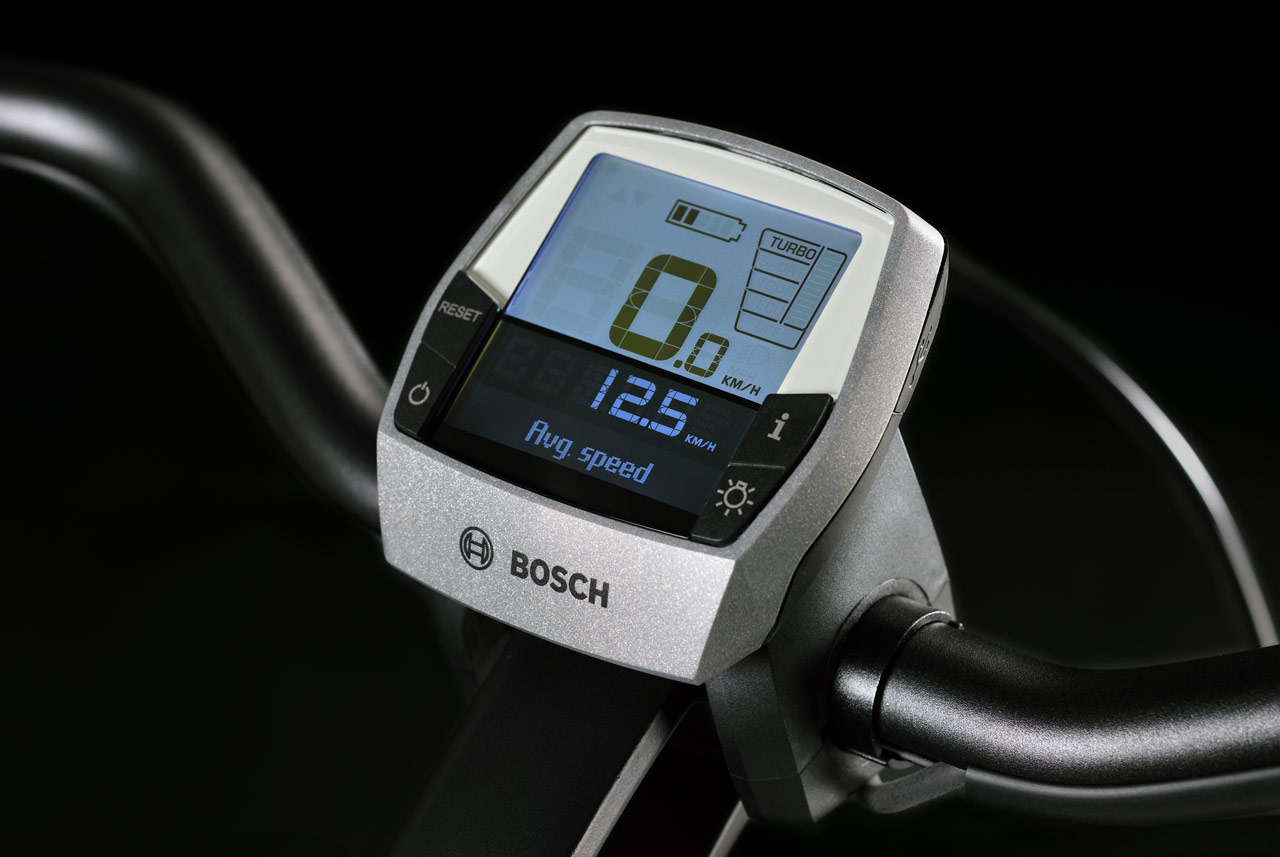 TURBO
0.0 KM/H
RESET
12.5 KM/H
i
Avg. speed
BOSCH